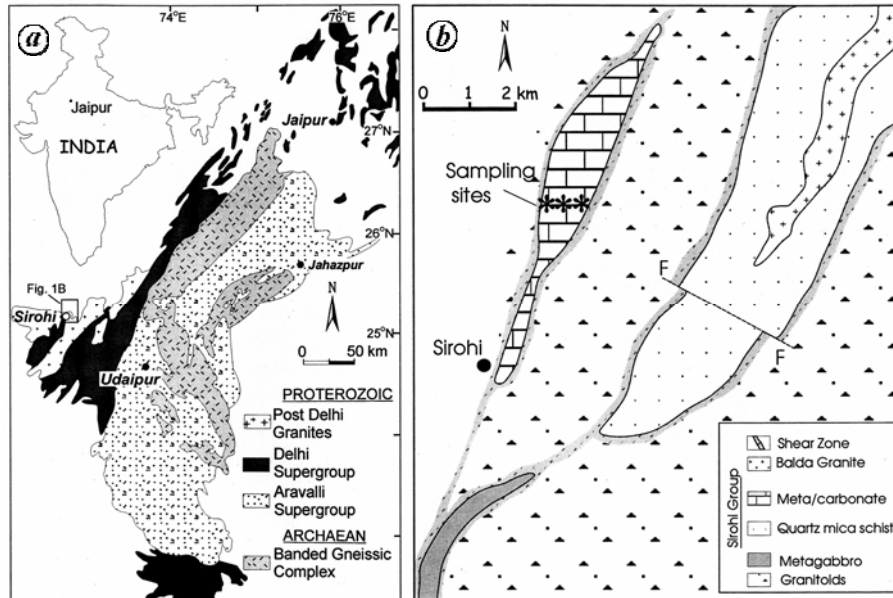 a
74°E
76°E
Jaipur
INDIA
Jaipur
27°N
26°N
Jahazpur
Fig. 1B
Sirohi
N
25°N
0 50 km
Udaipur
PROTEROZOIC
Post Delhi
Granites
Delhi
Supergroup
Aravalli
Supergroup
ARCHAEAN
Banded Gneissic
Complex
b
N
0 1 2 km
Sampling
sites
F
F
Sirohi
Shear Zone
Balda Granite
Sirohi Group
Meta/carbonate
Quartz mica schist
Metagabbro
Granitoids